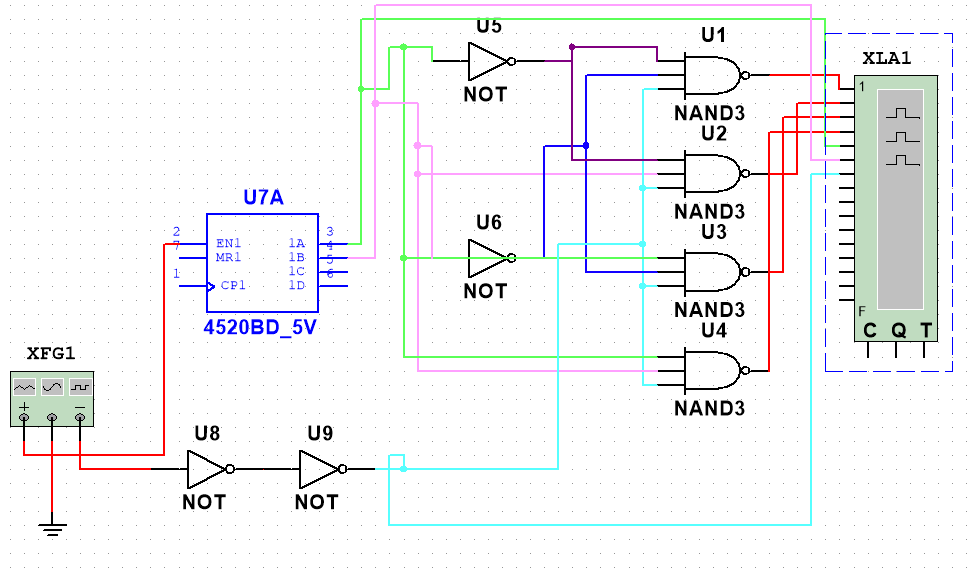 U5
NOT
U1
NAND3
U2
NAND3
U3
NAND3
U4
NAND3
U6
NOT
XLA1
1
F
C Q T
U7A
2
EN1
7
MR1
1
CP1
1A
3
1B
4
1C
5
1D
6
4520BD_5V
XFG1
+
−
U8
NOT
U9
NOT